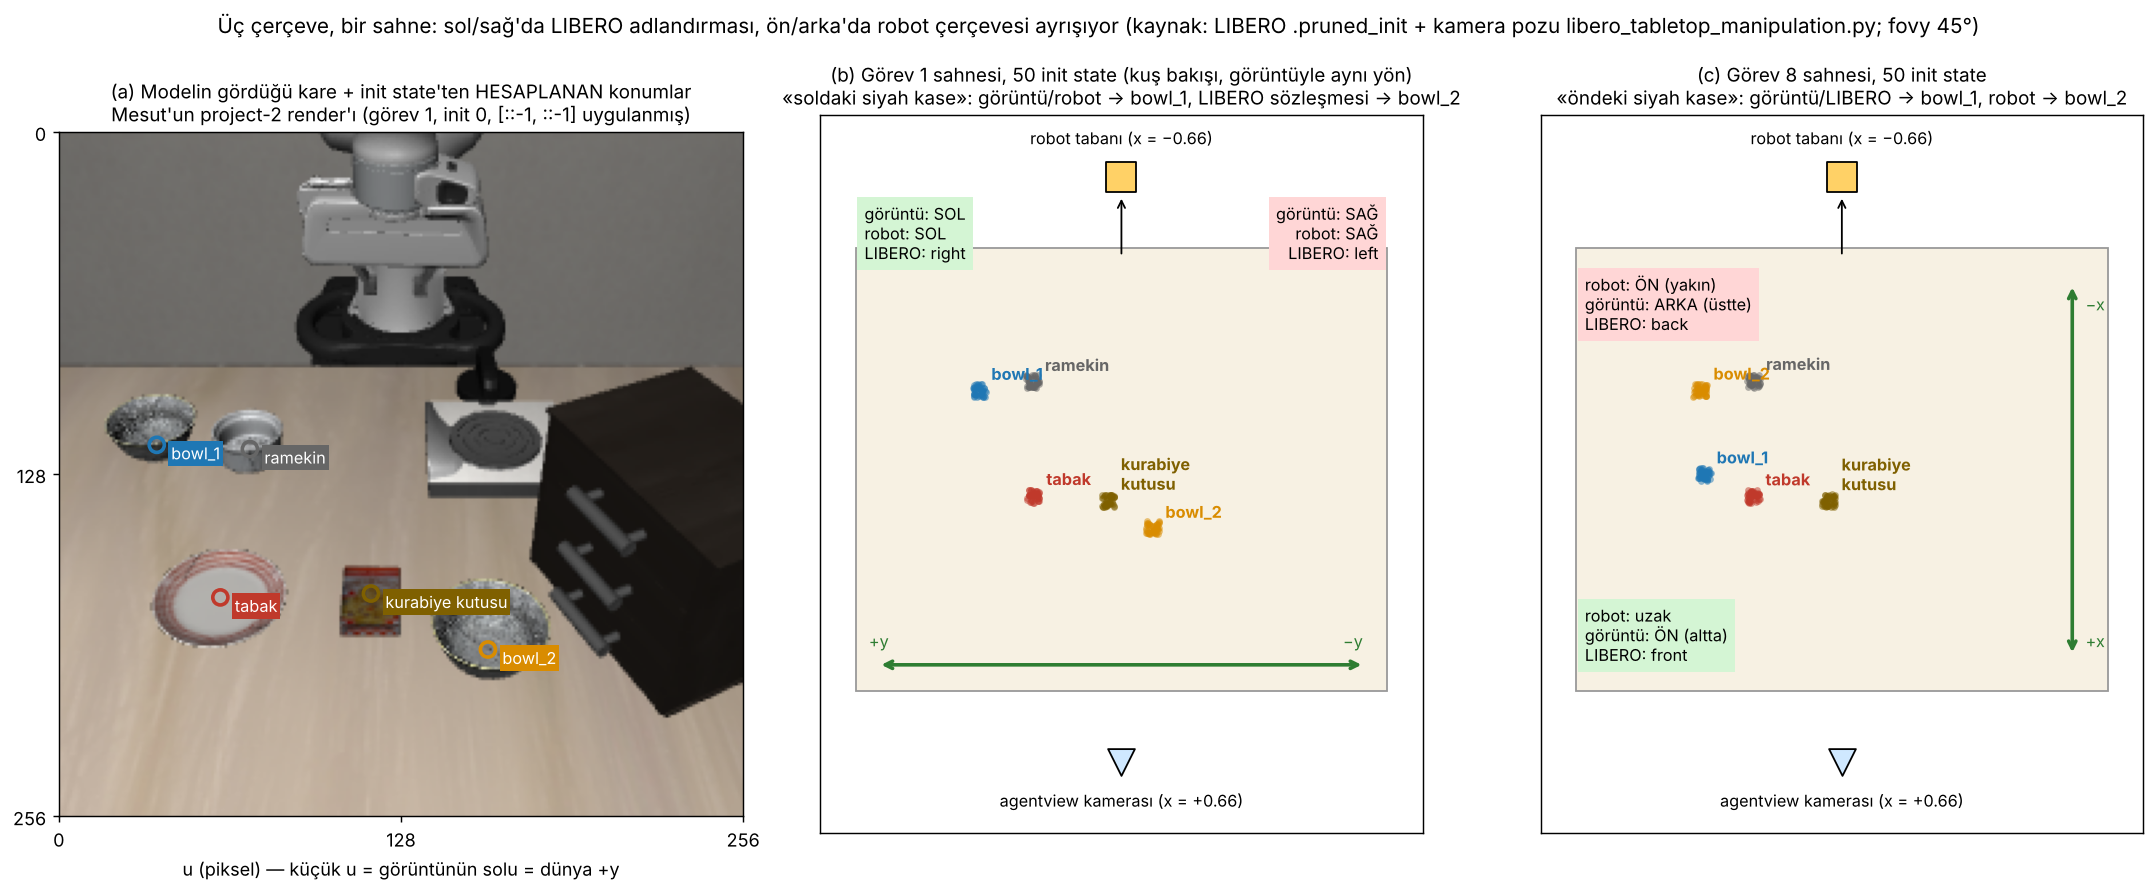 Üç çerçeve, bir sahne: sol/sağ'da LIBERO adlandırması, ön/arka'da robot çerçevesi ayrışıyor (kaynak: LIBERO .pruned_init + kamera pozu libero_tabletop_manipulation.py; fovy 45°)
(a) Modelin gördüğü kare + init state'ten HESAPLANAN konumlar
Mesut'un project-2 render'ı (görev 1, init 0, [::-1, ::-1] uygulanmış)
0
128
256
0
128
256
bowl_1
ramekin
tabak
kurabiye kutusu
bowl_2
u (piksel) — küçük u = görüntünün solu = dünya +y
(b) Görev 1 sahnesi, 50 init state (kuş bakışı, görüntüyle aynı yön)
«soldaki siyah kase»: görüntü/robot → bowl_1, LIBERO sözleşmesi → bowl_2
robot tabanı (x = −0.66)
görüntü: SOL
robot: SOL
LIBERO: right
görüntü: SAĞ
robot: SAĞ
LIBERO: left
bowl_1
ramekin
tabak
kurabiye
kutusu
bowl_2
+y
−y
agentview kamerası (x = +0.66)
(c) Görev 8 sahnesi, 50 init state
«öndeki siyah kase»: görüntü/LIBERO → bowl_1, robot → bowl_2
robot tabanı (x = −0.66)
robot: ÖN (yakın)
görüntü: ARKA (üstte)
LIBERO: back
−x
bowl_2
ramekin
bowl_1
tabak
kurabiye
kutusu
robot: uzak
görüntü: ÖN (altta)
LIBERO: front
+x
agentview kamerası (x = +0.66)